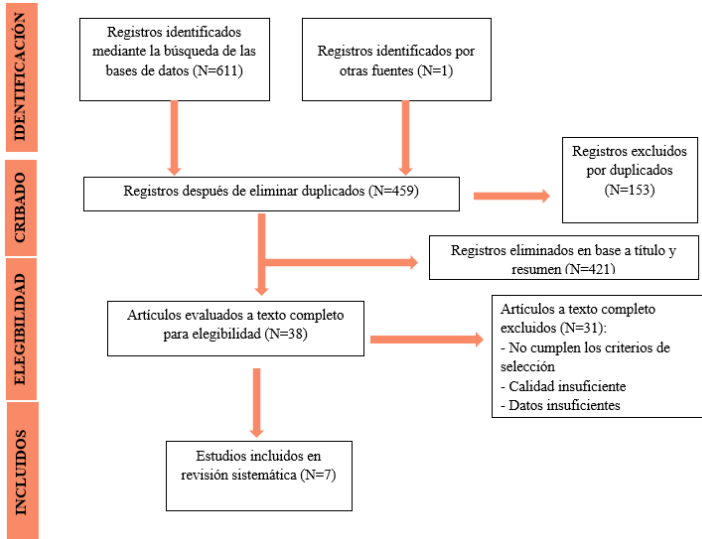 IDENTIFICACIÓN
Registros identificados
mediante la búsqueda de las
bases de datos (N=611)
Registros identificados por
otras fuentes (N=1)
CRIBADO
Registros después de eliminar duplicados (N=459)
Registros excluidos
por duplicados
(N=153)
Registros eliminados en base a título y
resumen (N=421)
ELEGIBILIDAD
Artículos evaluados a texto completo
para elegibilidad (N=38)
Artículos a texto completo
excluidos (N=31):
- No cumplen los criterios de
selección
- Calidad insuficiente
- Datos insuficientes
INCLUIDOS
Estudios incluidos en
revisión sistemática (N=7)